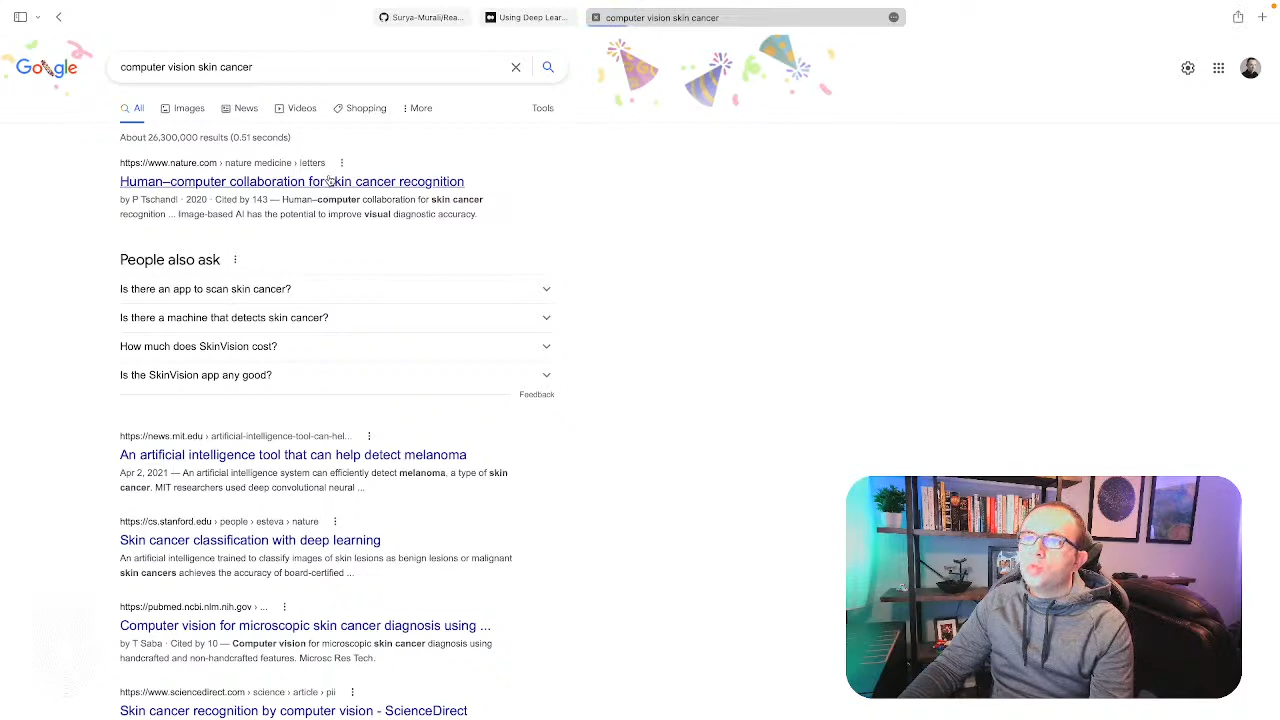 Surya-Murali/Rea...
Using Deep Lear...
computer vision skin cancer
Google
computer vision skin cancer
All
Images
News
Videos
Shopping
More
Tools
About 26,300,000 results (0.51 seconds)
https://www.nature.com › nature medicine › letters
Human–computer collaboration for skin cancer recognition
by P Tschandl · 2020 · Cited by 143 — Human–computer collaboration for skin cancer
recognition ... Image-based AI has the potential to improve visual diagnostic accuracy.
People also ask
Is there an app to scan skin cancer?
Is there a machine that detects skin cancer?
How much does SkinVision cost?
Is the SkinVision app any good?
Feedback
https://news.mit.edu › artificial-intelligence-tool-can-hel...
An artificial intelligence tool that can help detect melanoma
Apr 2, 2021 — An artificial intelligence system can efficiently detect melanoma, a type of skin
cancer. MIT researchers used deep convolutional neural ...
https://cs.stanford.edu › people › esteva › nature
Skin cancer classification with deep learning
An artificial intelligence trained to classify images of skin lesions as benign lesions or malignant
skin cancers achieves the accuracy of board-certified ...
https://pubmed.ncbi.nlm.nih.gov › ...
Computer vision for microscopic skin cancer diagnosis using ...
by T Saba · Cited by 10 — Computer vision for microscopic skin cancer diagnosis using
handcrafted and non-handcrafted features. Microsc Res Tech.
https://www.sciencedirect.com › science › article › pii
Skin cancer recognition by computer vision - ScienceDirect